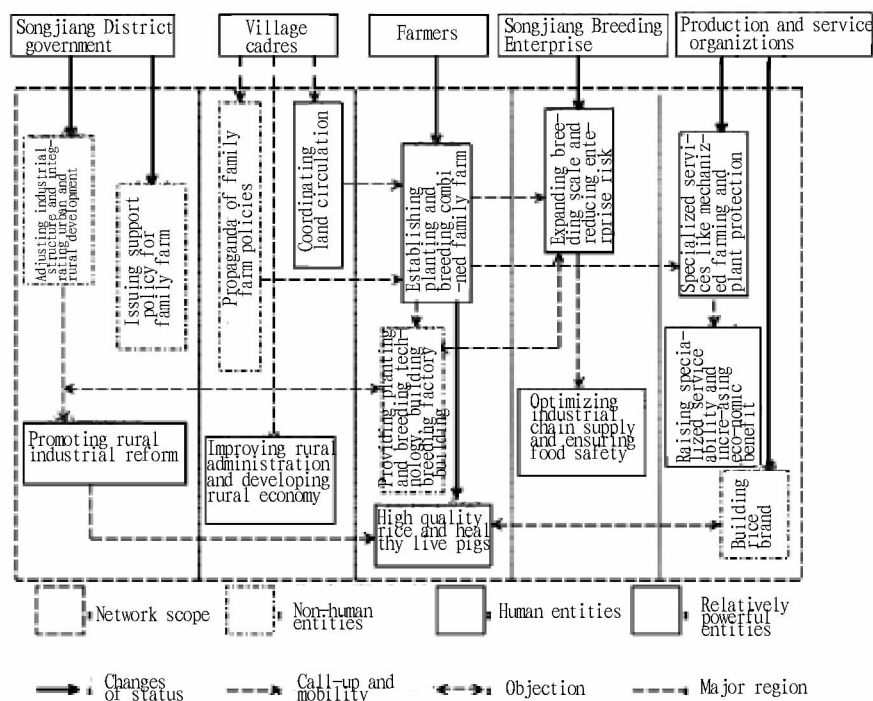 Songjiang District
government
Village
cadres
Farmers
Songjiang Breeding
Enterprise
Production and service
organiztions
Adjusting industrial
structure and integ-
rating urban and
rural development
Issuing support
policy for
family farm
Propaganda of family
farm policies
Coordinating
land circulation
Establishing
planting and
breeding combi
-ned family farm
Expanding bree-
ding scale and
reducing ente-
rprise risk
Specialized servi-
ces like mechaniz-
ed farming and
plant protection
Promoting rural
industrial reform
Improving rural
administration and
and developing
rural economy
Providing planting
and breeding tech-
nology, building
breeding factory
building
Optimizing
industrial
chain supply
and ensuring
food safety
Raising specia-
lized service
ability and
incre-asing
eco-nomic
benefit
High quality
rice and heal
thy live pigs
Building
rice
brand
Network scope
Non-human
entities
Human entities
Relatively
powerful
entities
Changes
of status
Call-up and
mobility
Objection
Major region